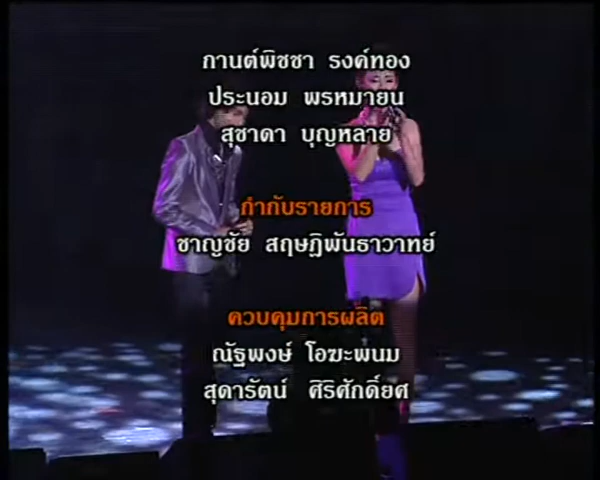 กานต์พิชชา รงค์ทอง
ประนอม พรหมายน
สุชาดา บุญหลาย
กำกับรายการ
ชาญชัย สฤษฎิพันธาวาทย์
ควบคุมการผลิต
ณัฐพงษ์ โอฆะพนม
สุดารัตน์ ศิริศักดิ์ยศ